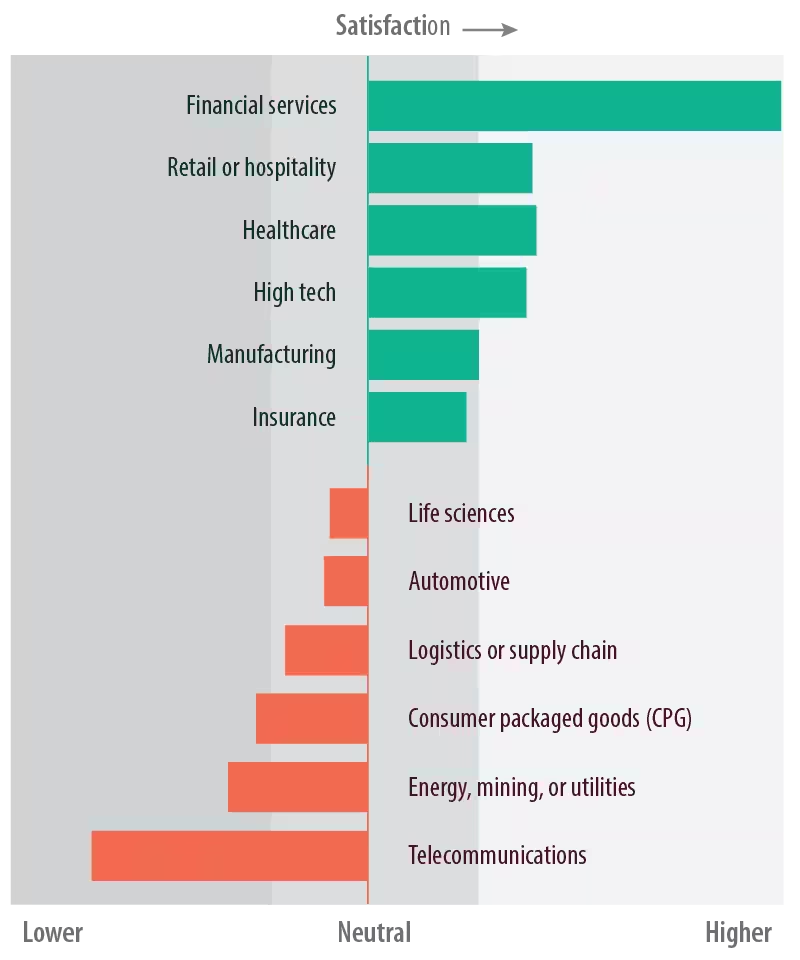 Satisfaction
Financial services
Retail or hospitality
Healthcare
High tech
Manufacturing
Insurance
Life sciences
Automotive
Logistics or supply chain
Consumer packaged goods (CPG)
Energy, mining, or utilities
Telecommunications
Lower Neutral Higher